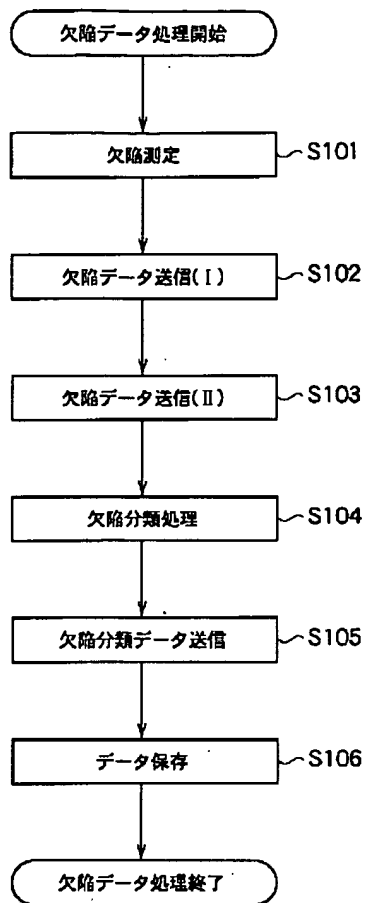 欠陥データ処理開始
欠陥測定 S101
欠陥データ送信(Ⅰ) S102
欠陥データ送信(Ⅱ) S103
欠陥分類処理 S104
欠陥分類データ送信 S105
データ保存 S106
欠陥データ処理終了